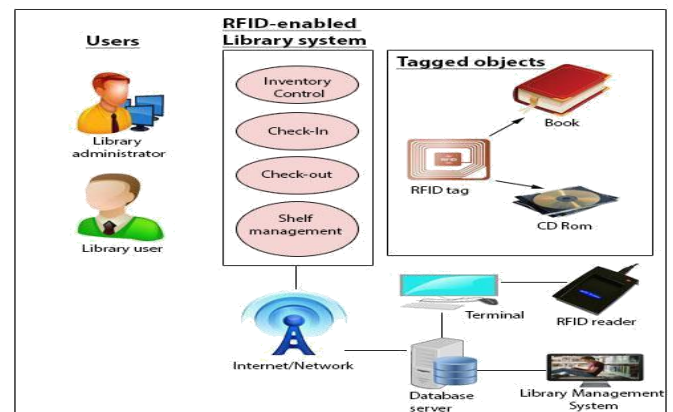 Users
Library
administrator
Library user
RFID-enabled
Library system
Inventory
Control
Check-In
Check-out
Shelf
management
Tagged objects
Book
RFID tag
CD Rom
Internet/Network
Terminal
RFID reader
Database
server
Library Management
System